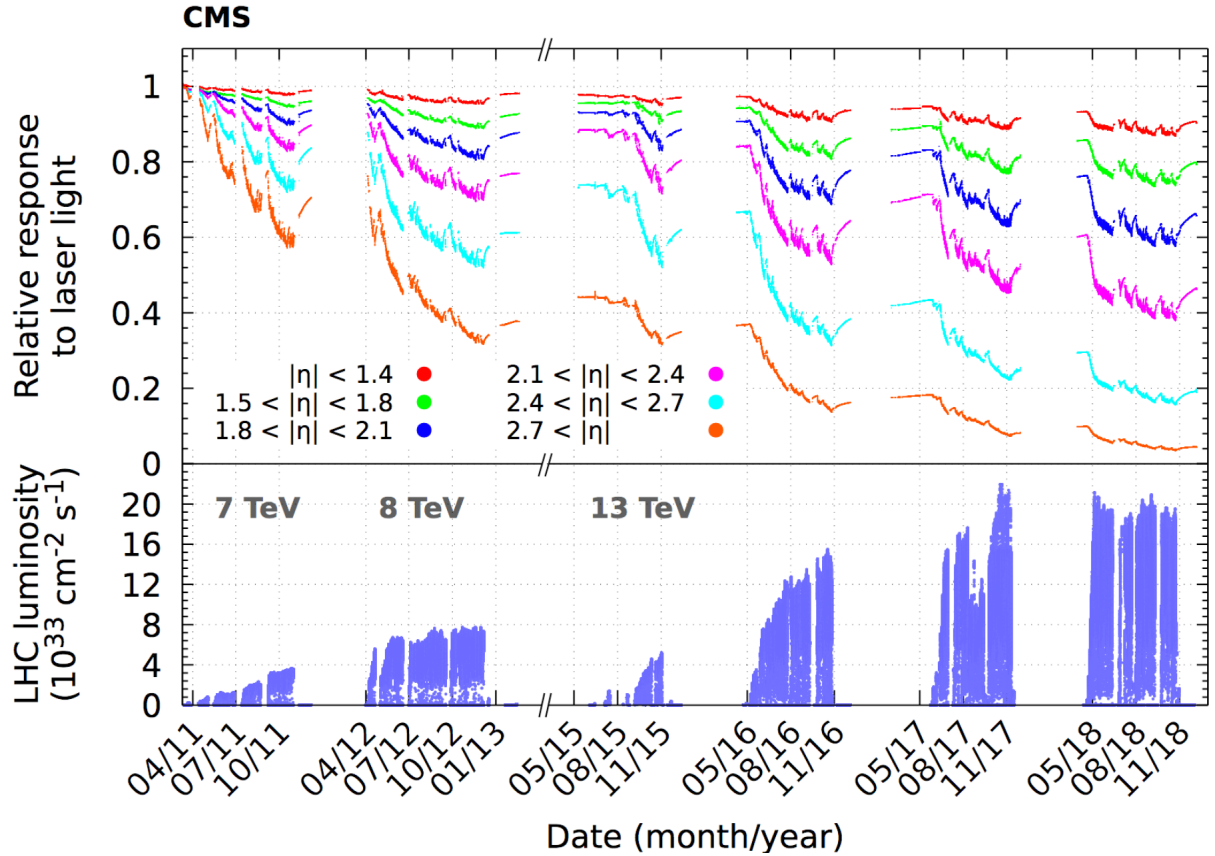 CMS
Relative response
to laser light
1
0.8
0.6
0.4
0.2
0
|η| < 1.4
1.5 < |η| < 1.8
1.8 < |η| < 2.1
2.1 < |η| < 2.4
2.4 < |η| < 2.7
2.7 < |η|
LHC luminosity
(10³³ cm⁻² s⁻¹)
20
16
12
8
4
0
7 TeV
8 TeV
13 TeV
04/11
07/11
10/11
04/12
07/12
10/12
01/13
05/15
08/15
11/15
05/16
08/16
11/16
05/17
08/17
11/17
05/18
08/18
11/18
Date (month/year)